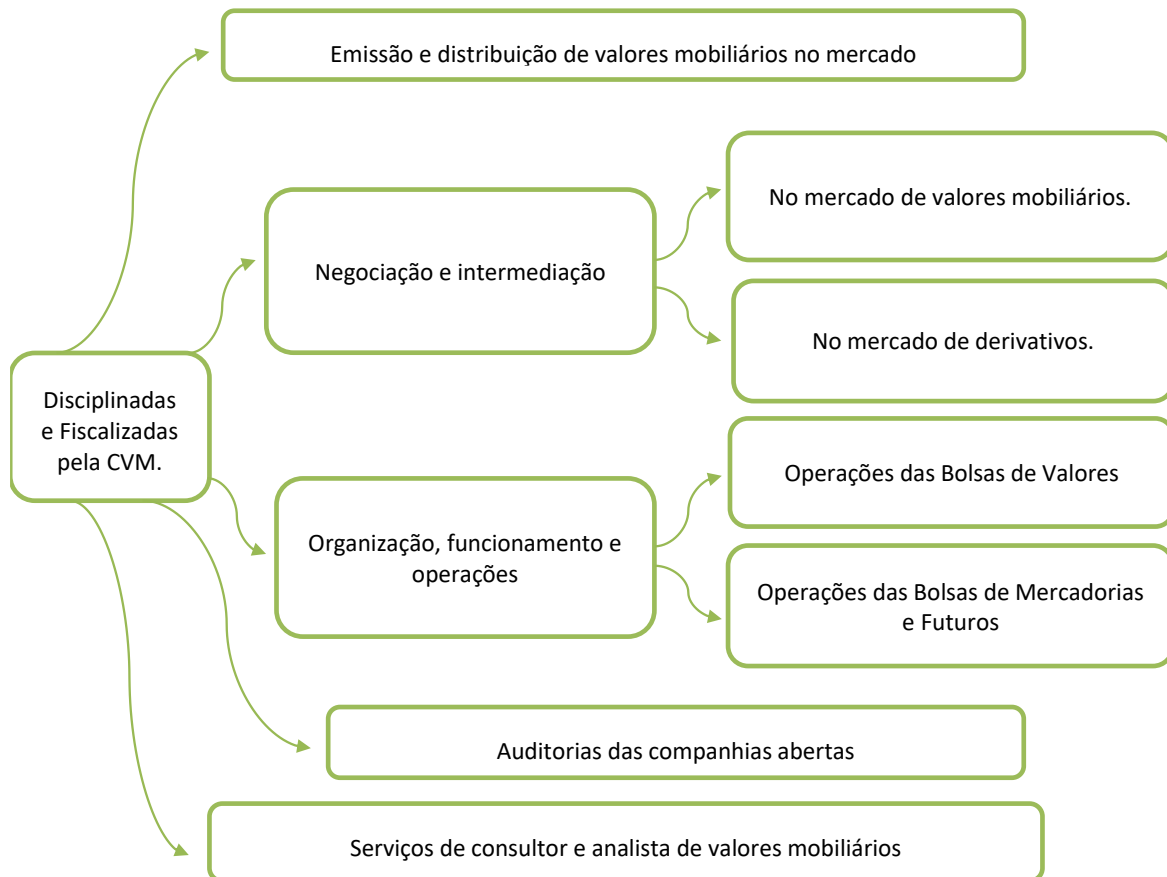 Emissão e distribuição de valores mobiliários no mercado
No mercado de valores mobiliários.
Negociação e intermediação
No mercado de derivativos.
Disciplinadas
e Fiscalizadas
pela CVM.
Operações das Bolsas de Valores
Organização, funcionamento e
operações
Operações das Bolsas de Mercadorias
e Futuros
Auditorias das companhias abertas
Serviços de consultor e analista de valores mobiliários